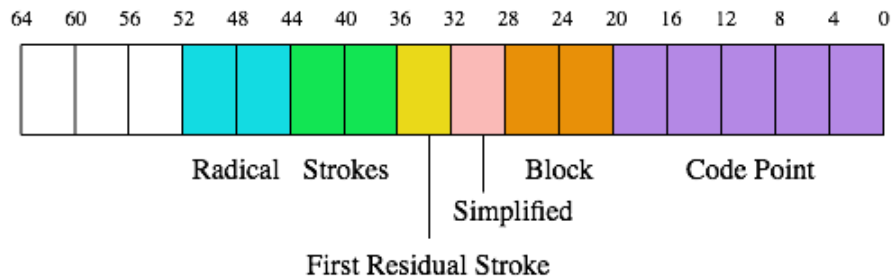 64 60 56 52 48 44 40 36 32 28 24 20 16 12 8 4 0
Radical Strokes Block Code Point
Simplified
First Residual Stroke